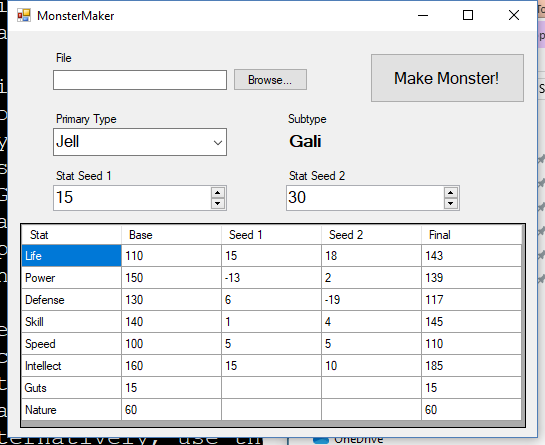 MonsterMaker
File
Browse...
Make Monster!
Primary Type
Subtype
Jell
Gali
Stat Seed 1
Stat Seed 2
15
30
Stat Base Seed 1 Seed 2 Final
Life 110 15 18 143
Power 150 -13 2 139
Defense 130 6 -19 117
Skill 140 1 4 145
Speed 100 5 5 110
Intellect 160 15 10 185
Guts 15 15
Nature 60 60
OneDrive